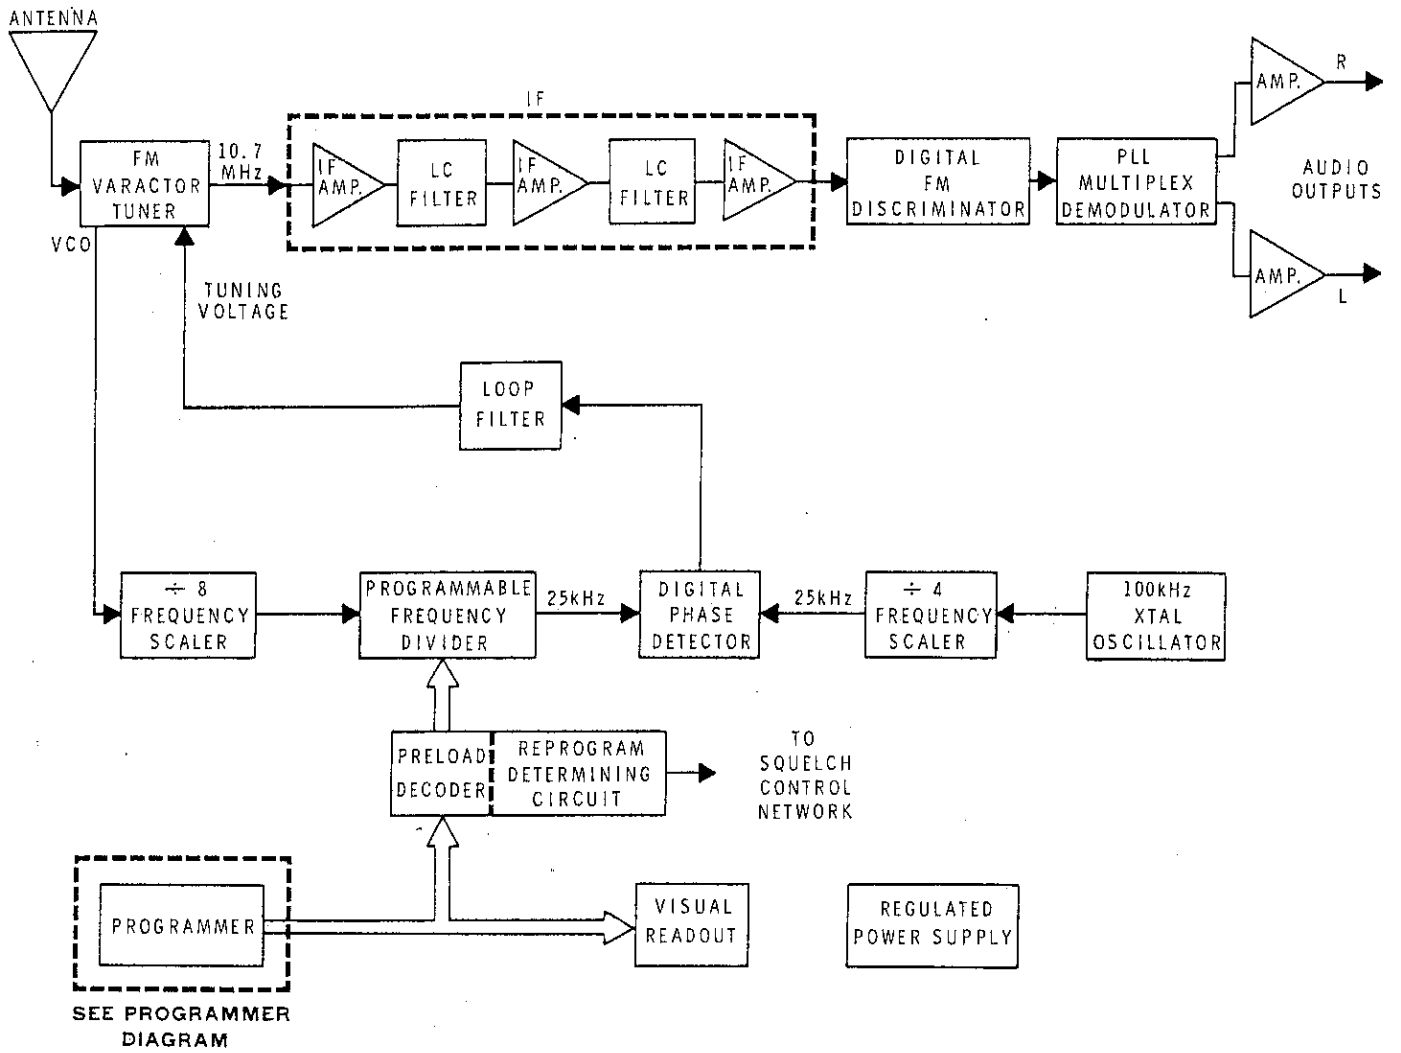 ANTENNA
IF
FM
VARACTOR
TUNER
10.7
MHz
IF
AMP.
LC
FILTER
IF
AMP.
LC
FILTER
IF
AMP.
DIGITAL
FM
DISCRIMINATOR
PLL
MULTIPLEX
DEMODULATOR
AMP.
R
AUDIO
OUTPUTS
AMP.
L
VCO
TUNING
VOLTAGE
LOOP
FILTER
÷ 8
FREQUENCY
SCALER
PROGRAMMABLE
FREQUENCY
DIVIDER
25kHz
DIGITAL
PHASE
DETECTOR
25kHz
÷ 4
FREQUENCY
SCALER
100kHz
XTAL
OSCILLATOR
PRELOAD
DECODER
REPROGRAM
DETERMINING
CIRCUIT
TO
SQUELCH
CONTROL
NETWORK
PROGRAMMER
VISUAL
READOUT
REGULATED
POWER SUPPLY
SEE PROGRAMMER
DIAGRAM